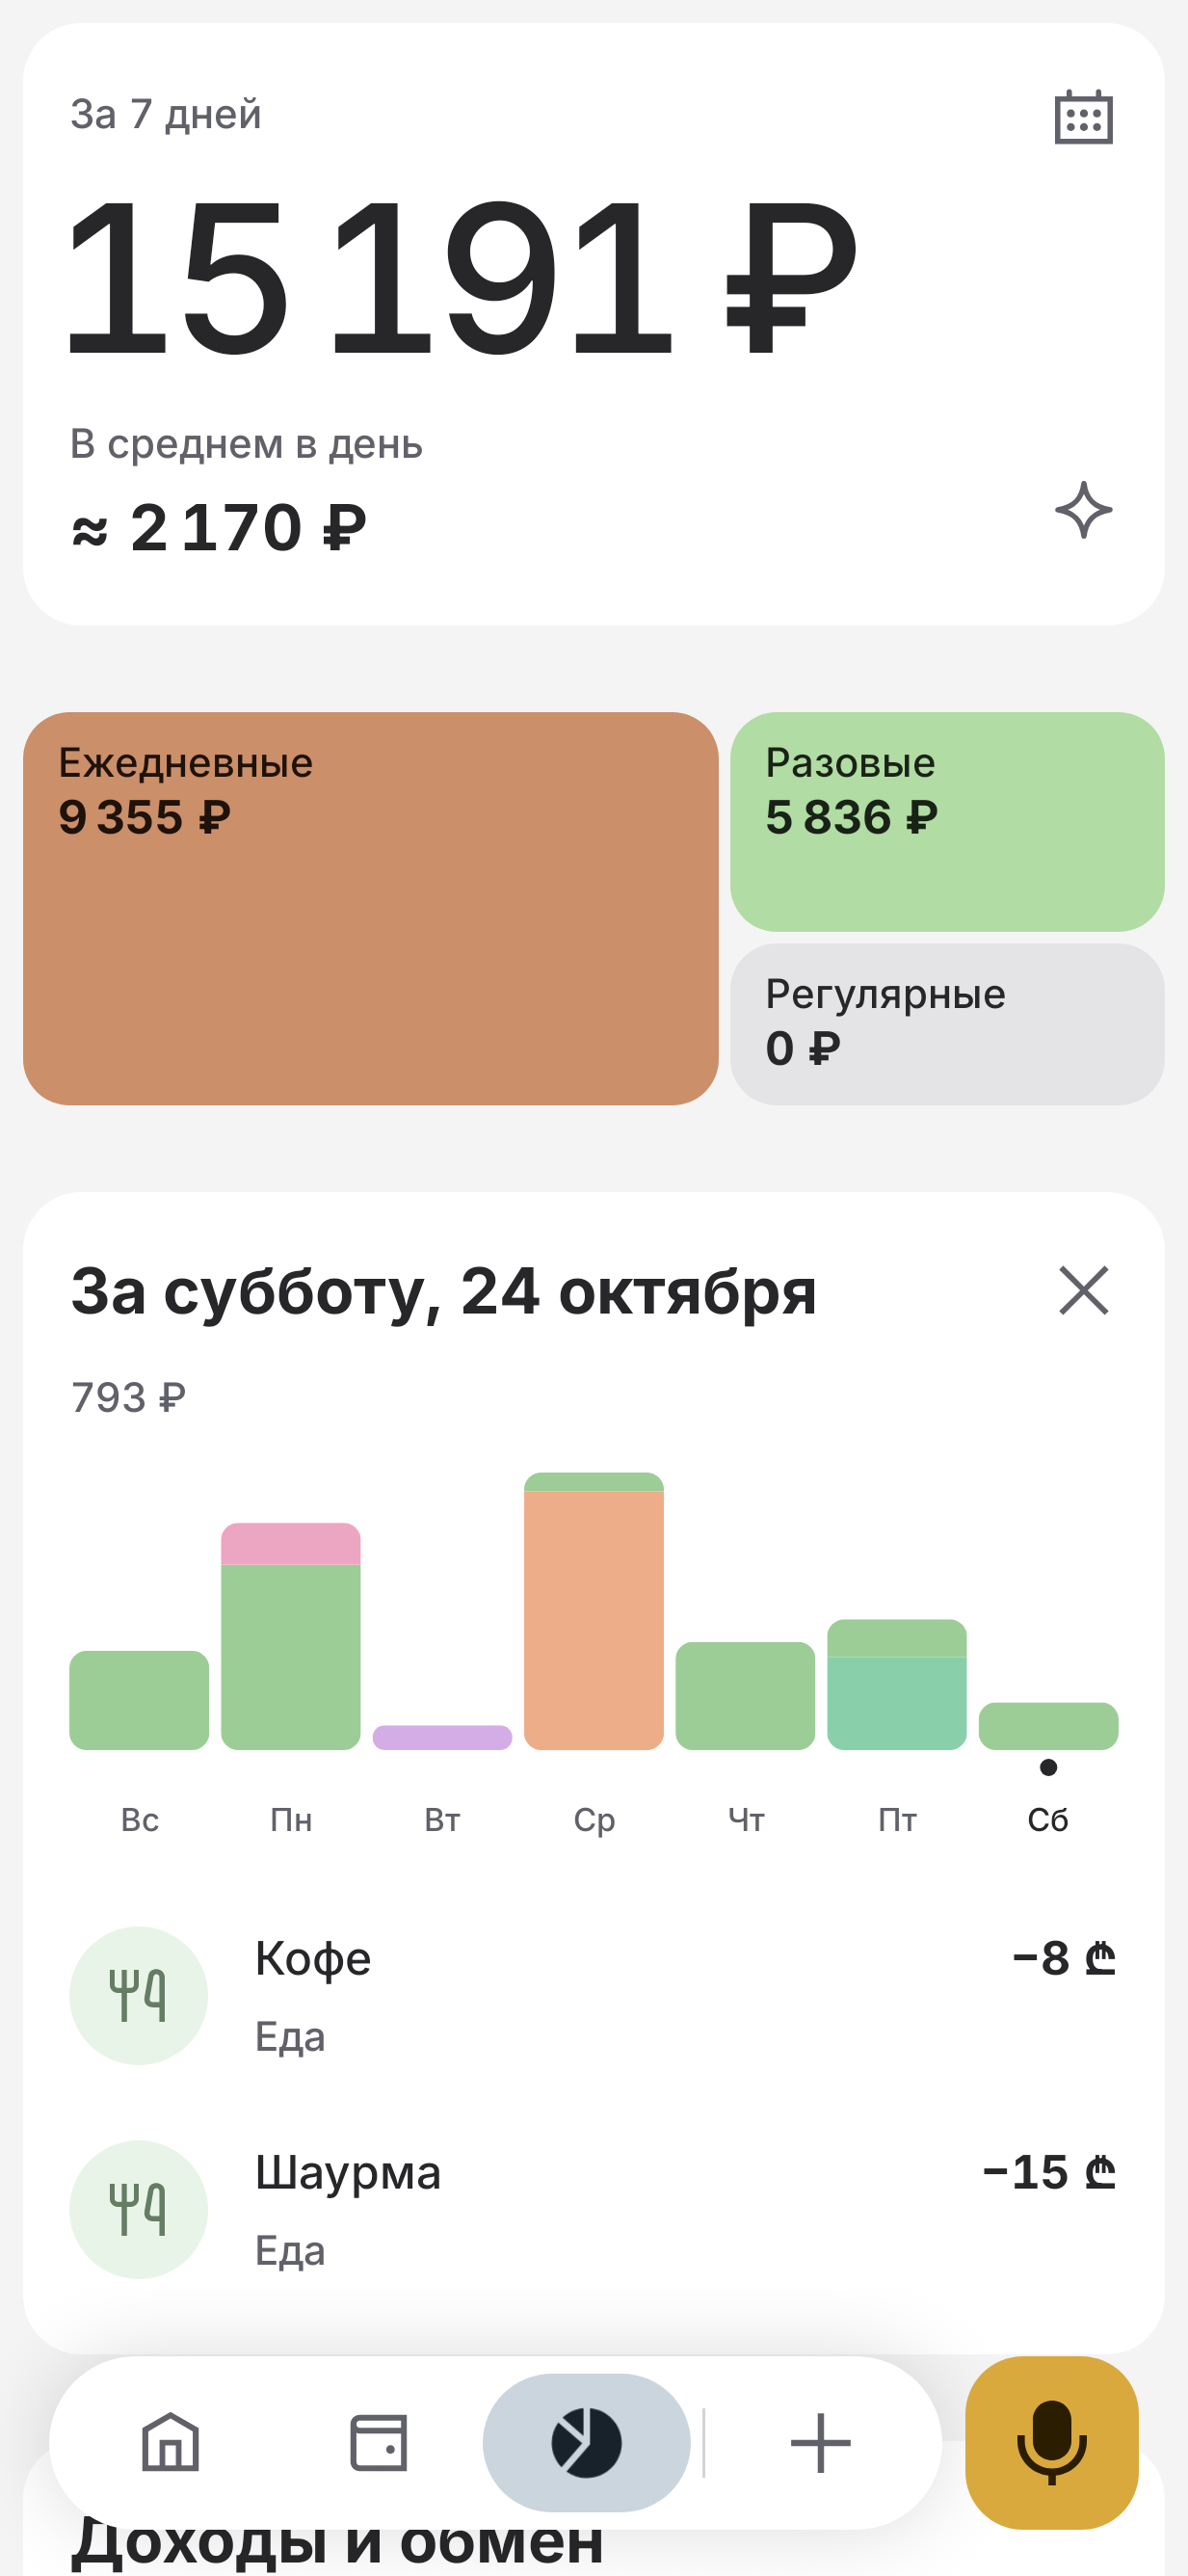 За 7 дней
15 191 ₽
В среднем в день
≈ 2 170 ₽
Ежедневные
9 355 ₽
Разовые
5 836 ₽
Регулярные
0 ₽
За субботу, 24 октября
793 ₽
Вс Пн Вт Ср Чт Пт Сб
Кофе −8 ₾
Еда
Шаурма −15 ₾
Еда
Доходы и обмен